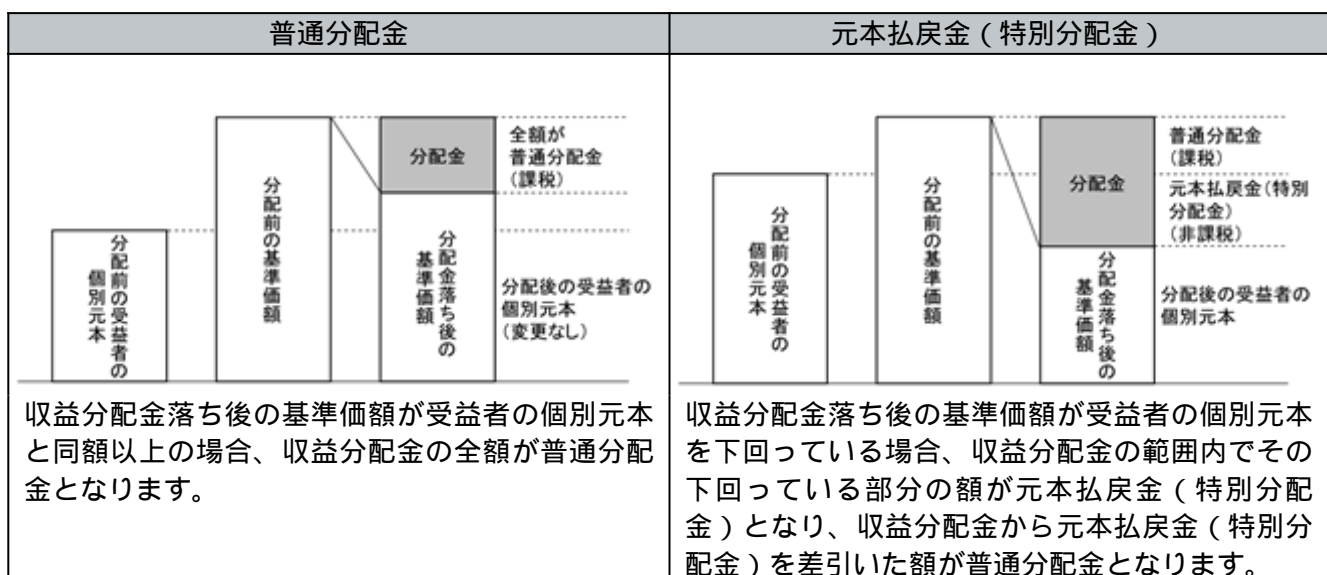 普通分配金
全額が
普通分配金
(課税)
分配金
分配前の受益者の
個別元本
分配前の基準価額
分配金落ち後の
基準価額
分配後の受益者の
個別元本
(変更なし)
収益分配金落ち後の基準価額が受益者の個別元本
と同額以上の場合、収益分配金の全額が普通分配
金となります。
元本払戻金(特別分配金)
普通分配金
(課税)
分配金
元本払戻金(特別
分配金)
(非課税)
分配前の受益者の
個別元本
分配前の基準価額
分配金落ち後の
基準価額
分配後の受益者の
個別元本
収益分配金落ち後の基準価額が受益者の個別元本
を下回っている場合、収益分配金の範囲内でその
下回っている部分の額が元本払戻金(特別分配
金)となり、収益分配金から元本払戻金(特別分
配金)を差引いた額が普通分配金となります。